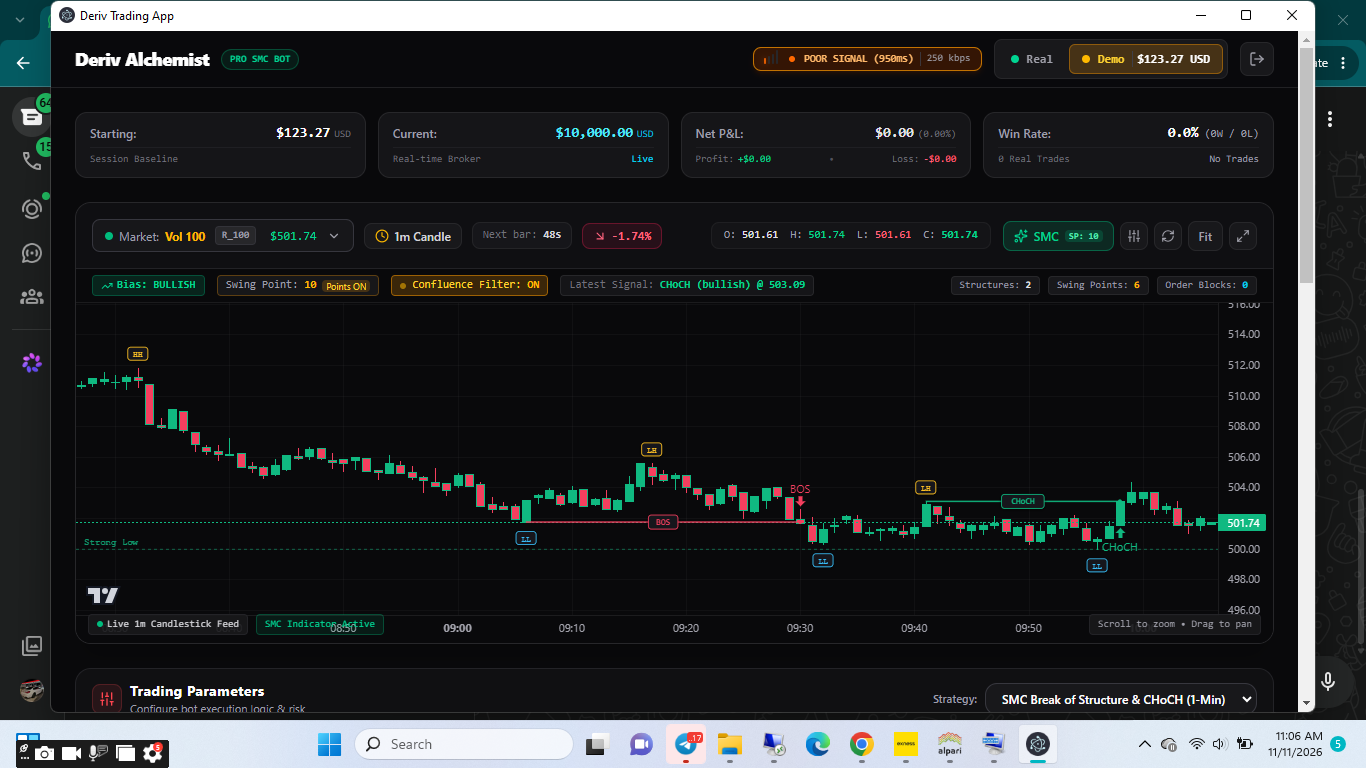 Deriv Trading App
Deriv Alchemist PRO SMC BOT POOR SIGNAL (950ms) 250 kbps Real Demo $123.27 USD
64
15
Starting: $123.27 USD
Session Baseline
Current: $10,000.00 USD
Real-time Broker Live
Net P&L: $0.00 (0.00%)
Profit: +$0.00 • Loss: -$0.00
Win Rate: 0.0% (0W / 0L)
0 Real Trades No Trades
Market: Vol 100 R_100 $501.74 1m Candle Next bar: 48s -1.74% O: 501.61 H: 501.74 L: 501.61 C: 501.74 SMC SP: 10 Fit
Bias: BULLISH Swing Point: 10 Points ON Confluence Filter: ON Latest Signal: CHoCH (bullish) @ 503.09 Structures: 2 Swing Points: 6 Order Blocks: 0
516.00
514.00
512.00
510.00
508.00
506.00
504.00
501.74
500.00
498.00
496.00
HH
LH
BOS
LH
CHoCH
BOS
LL
Strong Low
CHoCH
LL
LL
Live 1m Candlestick Feed SMC Indicator Active Scroll to zoom • Drag to pan
08:50 09:00 09:10 09:20 09:30 09:40 09:50
Trading Parameters
Configure bot execution logic & risk
Strategy: SMC Break of Structure & CHoCH (1-Min)
Search
17
exness
alpari
11:06 AM
11/11/2026
5
5